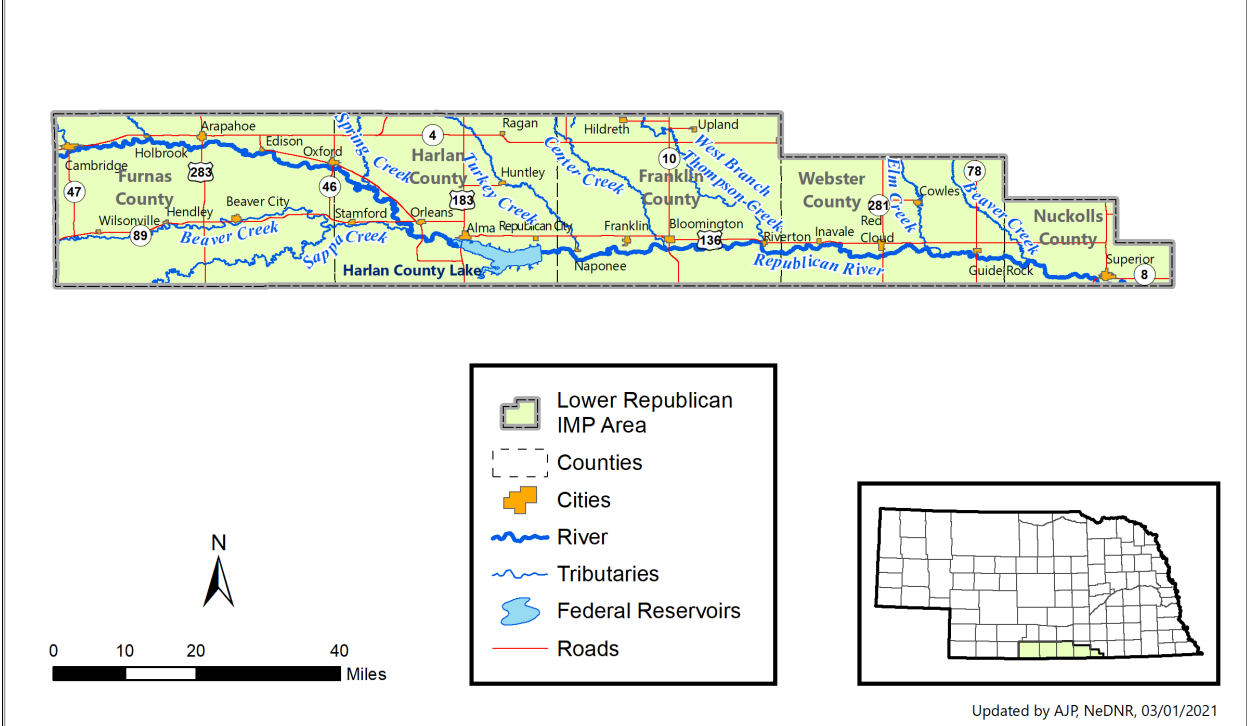 Arapahoe
Ragan
Hildreth
Upland
4
Edison
Holbrook
Oxford
Cambridge
Spring Creek
Harlan
County
Center Creek
10
West Branch
Thompson Creek
Furnas
County
283
46
47
Huntley
Turkey Creek
183
Franklin
County
Webster
County
Elm Creek
78
Cowles
Beaver Creek
281
Nuckolls
County
Beaver City
Hendley
Wilsonville
89
Beaver Creek
Stamford
Orleans
Sappa Creek
Alma
Republican City
Franklin
Bloomington
136
Riverton
Inavale
Red
Cloud
Republican River
Naponee
Harlan County Lake
Guide Rock
Superior
8
Lower Republican
IMP Area
Counties
Cities
River
Tributaries
Federal Reservoirs
Roads
N
0 10 20 40
Miles
Updated by AJP, NeDNR, 03/01/2021